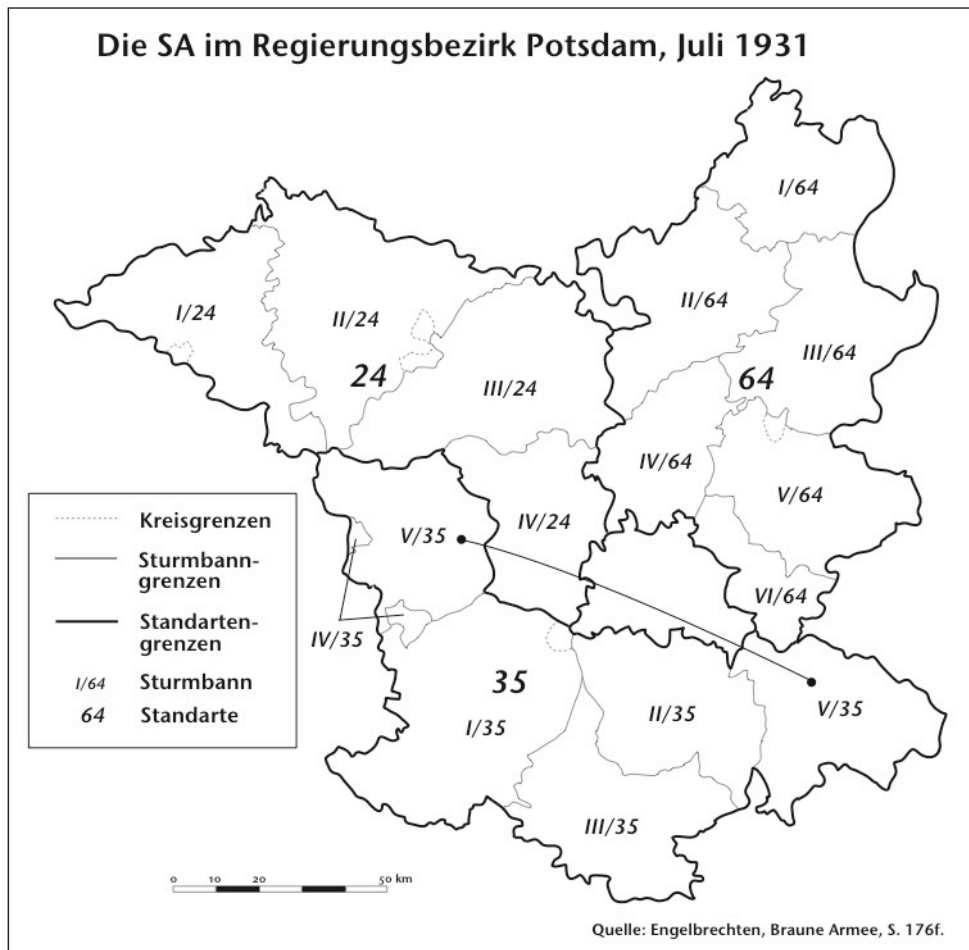 Die SA im Regierungsbezirk Potsdam, Juli 1931
I/64
I/24
II/24
II/64
24
III/24
64
III/64
IV/64
V/64
V/35
IV/24
VI/64
IV/35
35
I/35
II/35
V/35
III/35
Kreisgrenzen
Sturmbann-
grenzen
Standarten-
grenzen
I/64 Sturmbann
64 Standarte
0 10 20 50 km
Quelle: Engelbrechten, Braune Armee, S. 176f.